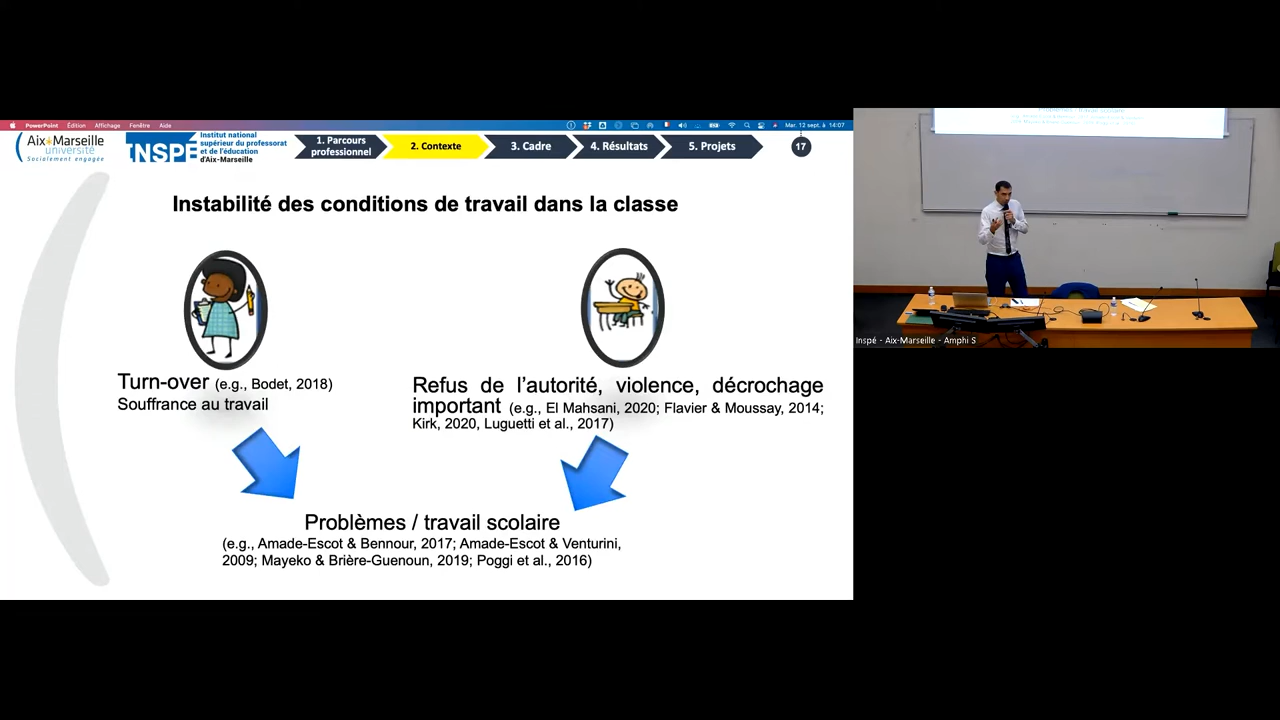 PowerPoint Édition Affichage Fenêtre Aide
Mar. 12 sept. à 14:07
Aix*Marseille
université
Socialement engagée
INSPÉ
Institut national
supérieur du professorat
et de l'éducation
d'Aix-Marseille
1. Parcours
professionnel
2. Contexte
3. Cadre
4. Résultats
5. Projets
17
Instabilité des conditions de travail dans la classe
Turn-over (e.g., Bodet, 2018)
Souffrance au travail
Refus de l'autorité, violence, décrochage
important (e.g., El Mahsani, 2020; Flavier & Moussay, 2014;
Kirk, 2020, Luguetti et al., 2017)
Problèmes / travail scolaire
(e.g., Amade-Escot & Bennour, 2017; Amade-Escot & Venturini,
2009; Mayeko & Brière-Guenoun, 2019; Poggi et al., 2016)
Inspé - Aix-Marseille - Amphi S